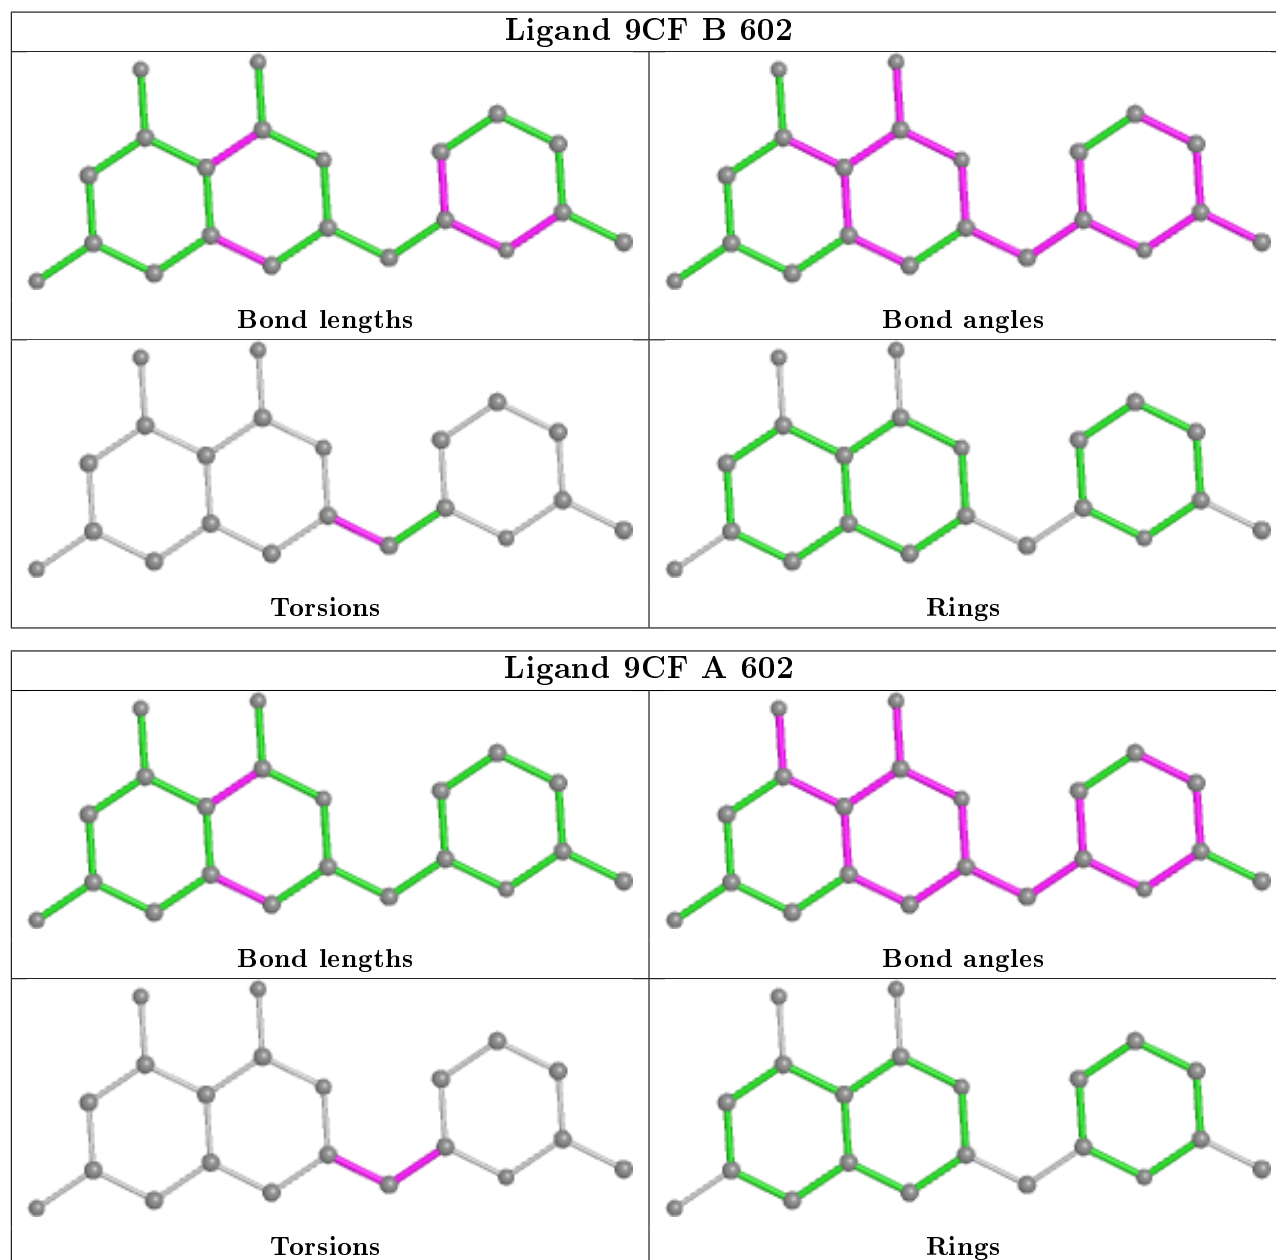 Ligand 9CF B 602
Bond lengths
Bond angles
Torsions
Rings
Ligand 9CF A 602
Bond lengths
Bond angles
Torsions
Rings